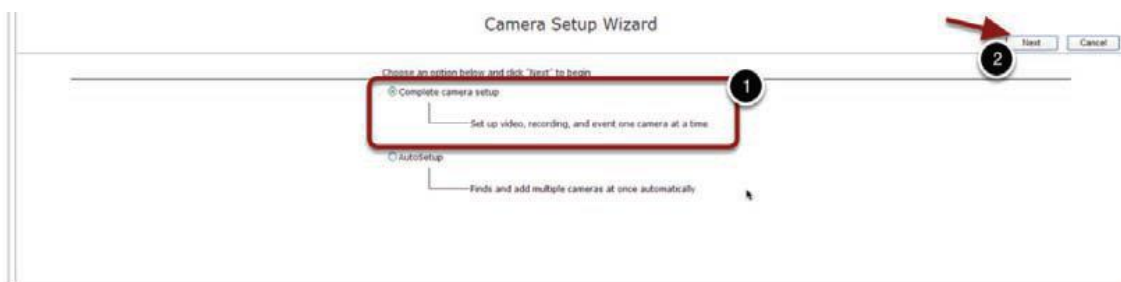 Camera Setup Wizard
Next Cancel
2
Choose an option below and click "Next" to begin
1
Complete camera setup
Set up video, recording, and event one camera at a time
AutoSetup
Finds and add multiple cameras at once automatically